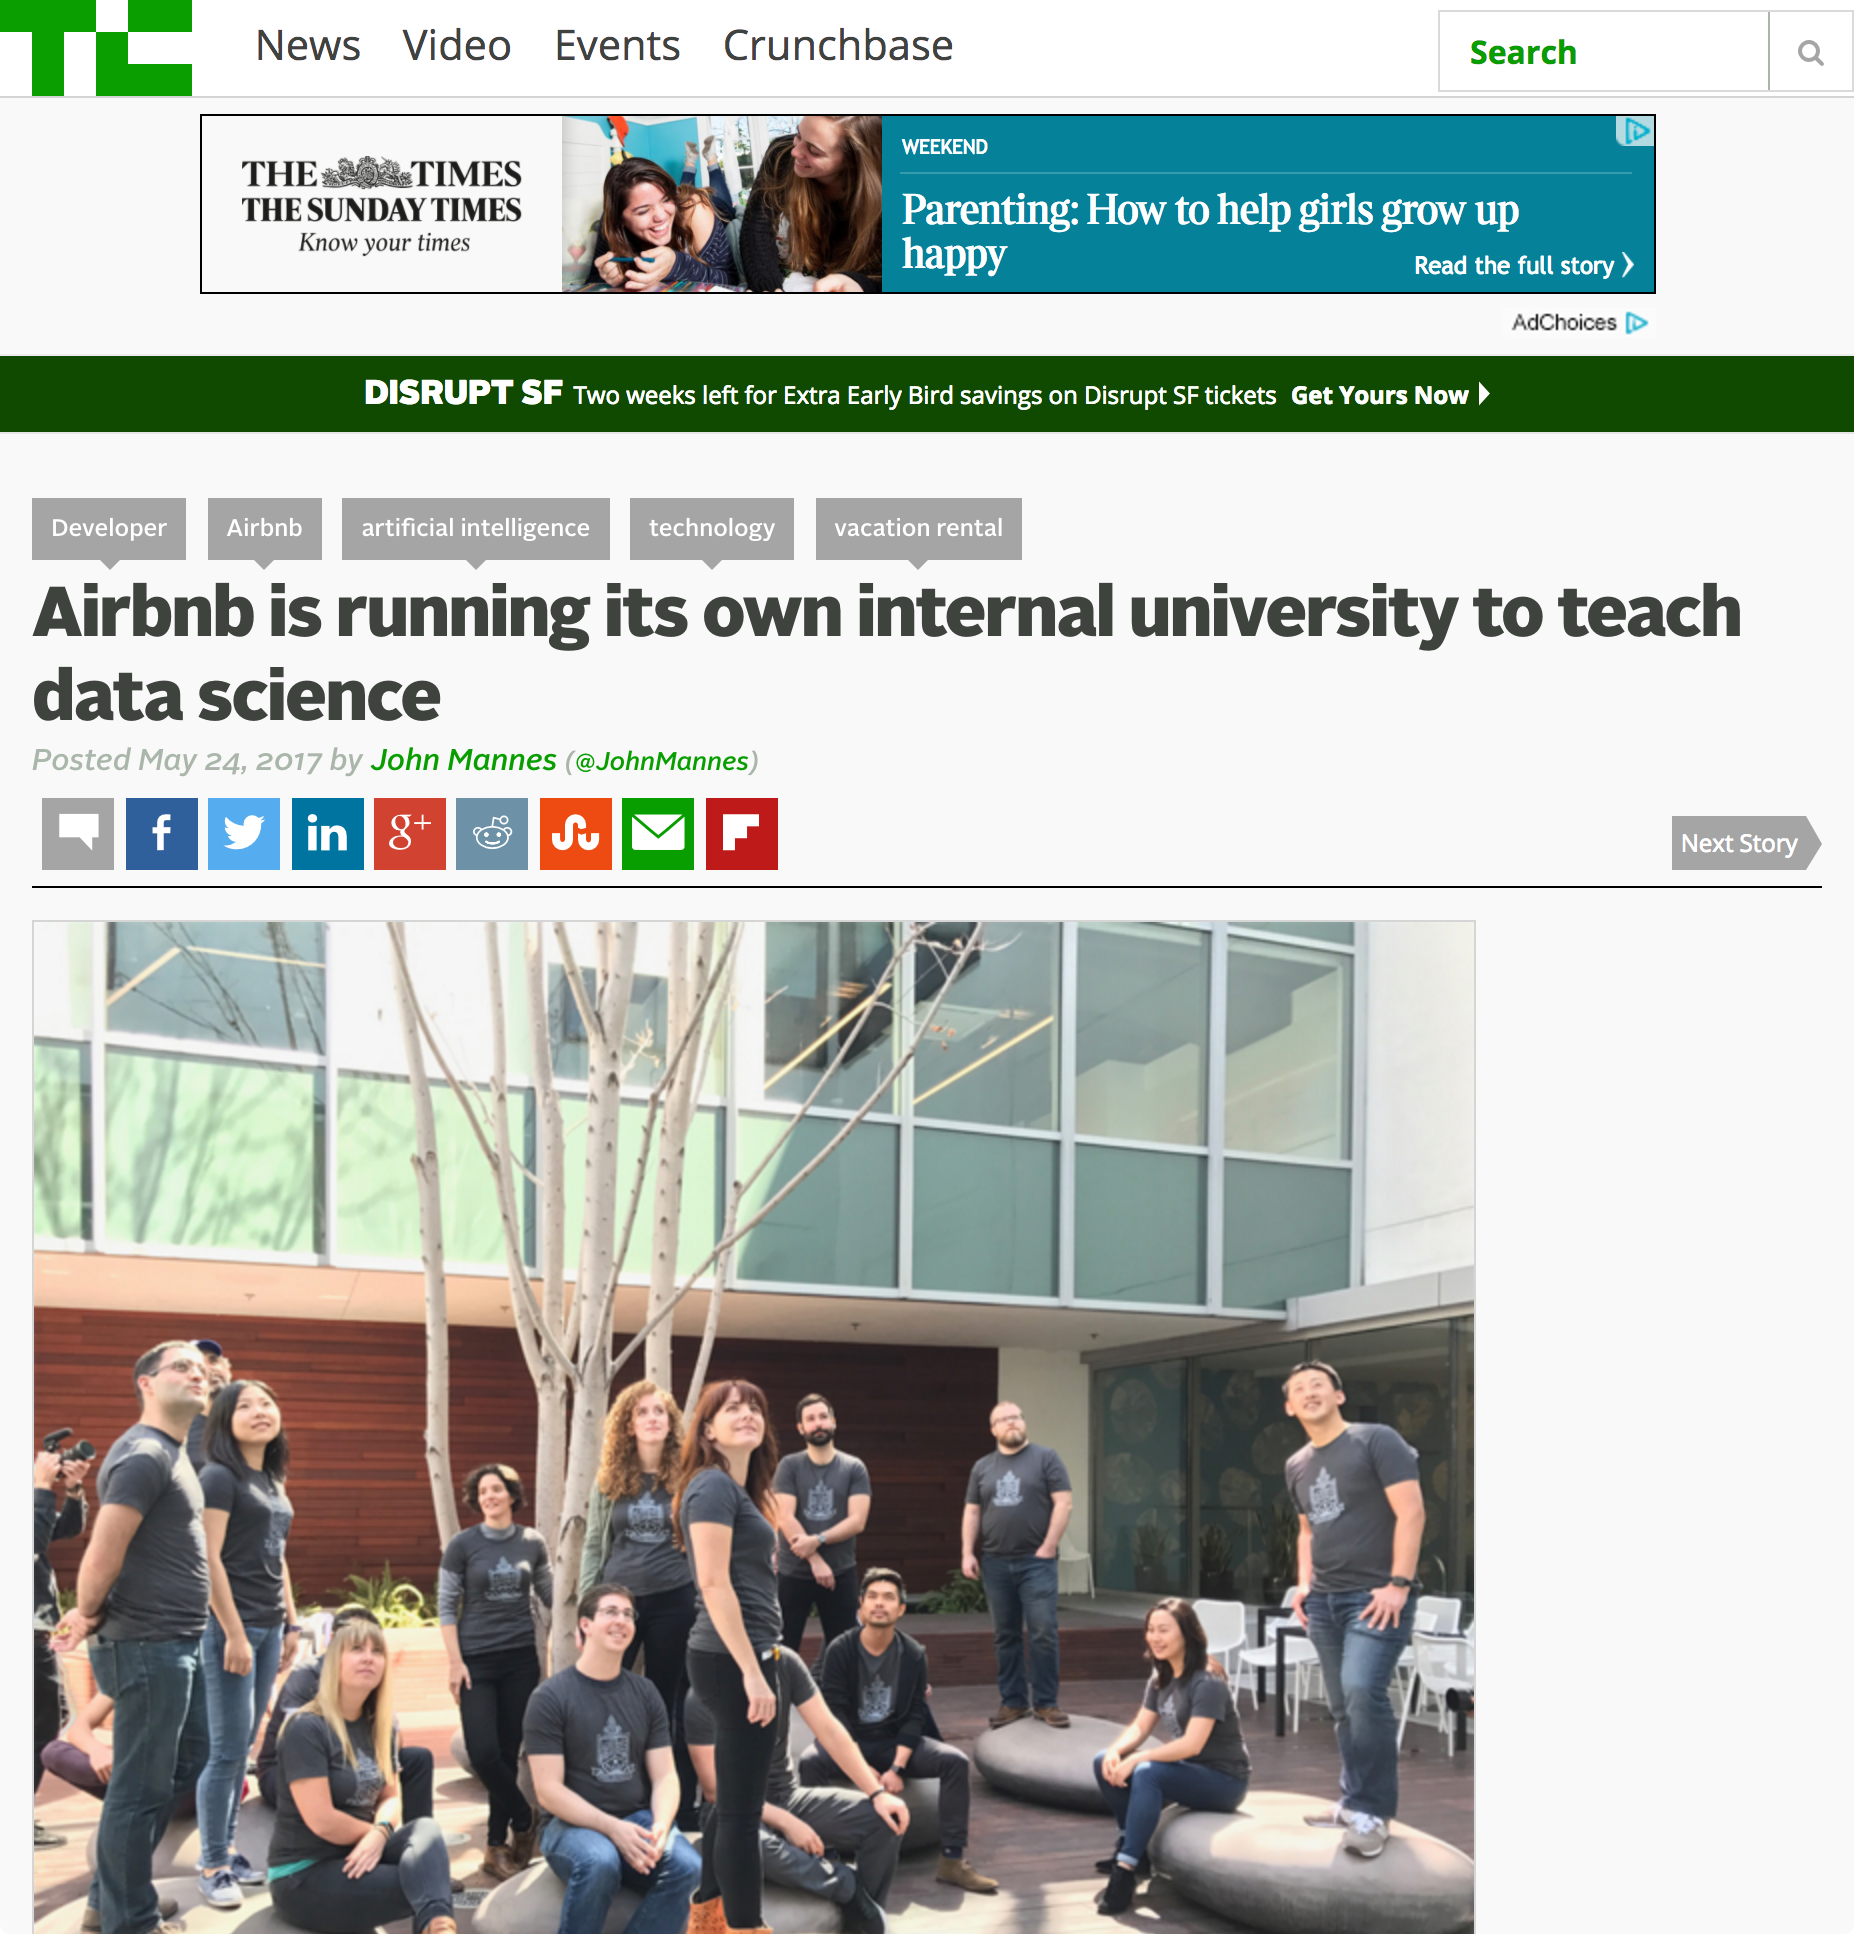 TC
News Video Events Crunchbase
Search
THE TIMES
THE SUNDAY TIMES
Know your times
WEEKEND
Parenting: How to help girls grow up
happy
Read the full story
AdChoices
DISRUPT SF Two weeks left for Extra Early Bird savings on Disrupt SF tickets Get Yours Now
Developer Airbnb artificial intelligence technology vacation rental
Airbnb is running its own internal university to teach
data science
Posted May 24, 2017 by John Mannes (@JohnMannes)
f in g+
Next Story